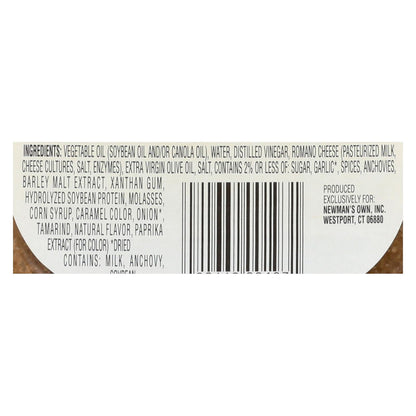 INGREDIENTS: VEGETABLE OIL (SOYBEAN OIL AND/OR CANOLA OIL), WATER, DISTILLED VINEGAR, ROMANO CHEESE (PASTEURIZED MILK,
CHEESE CULTURES, SALT, ENZYMES), EXTRA VIRGIN OLIVE OIL, SALT, CONTAINS 2% OR LESS OF: SUGAR, GARLIC*, SPICES, ANCHOVIES,
BARLEY MALT EXTRACT, XANTHAN GUM,
HYDROLYZED SOYBEAN PROTEIN, MOLASSES,
CORN SYRUP, CARAMEL COLOR, ONION*,
TAMARIND, NATURAL FLAVOR, PAPRIKA
EXTRACT (FOR COLOR) *DRIED
CONTAINS: MILK, ANCHOVY,
SOYBEAN
PRODUCED
EXCLUSIVELY FOR:
NEWMAN'S OWN, INC.
WESTPORT, CT 06880